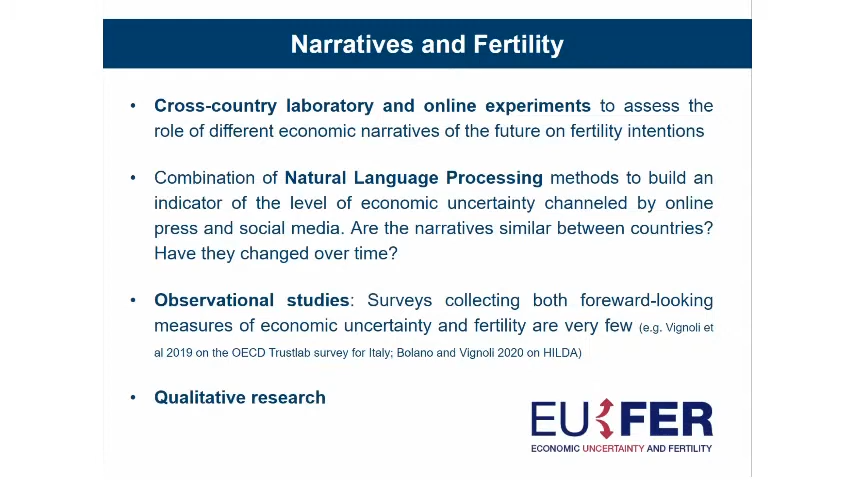 Narratives and Fertility
• Cross-country laboratory and online experiments to assess the
role of different economic narratives of the future on fertility intentions
• Combination of Natural Language Processing methods to build an
indicator of the level of economic uncertainty channeled by online
press and social media. Are the narratives similar between countries?
Have they changed over time?
• Observational studies: Surveys collecting both foreward-looking
measures of economic uncertainty and fertility are very few (e.g. Vignoli et
al 2019 on the OECD Trustlab survey for Italy; Bolano and Vignoli 2020 on HILDA)
• Qualitative research
EU FER
ECONOMIC UNCERTAINTY AND FERTILITY